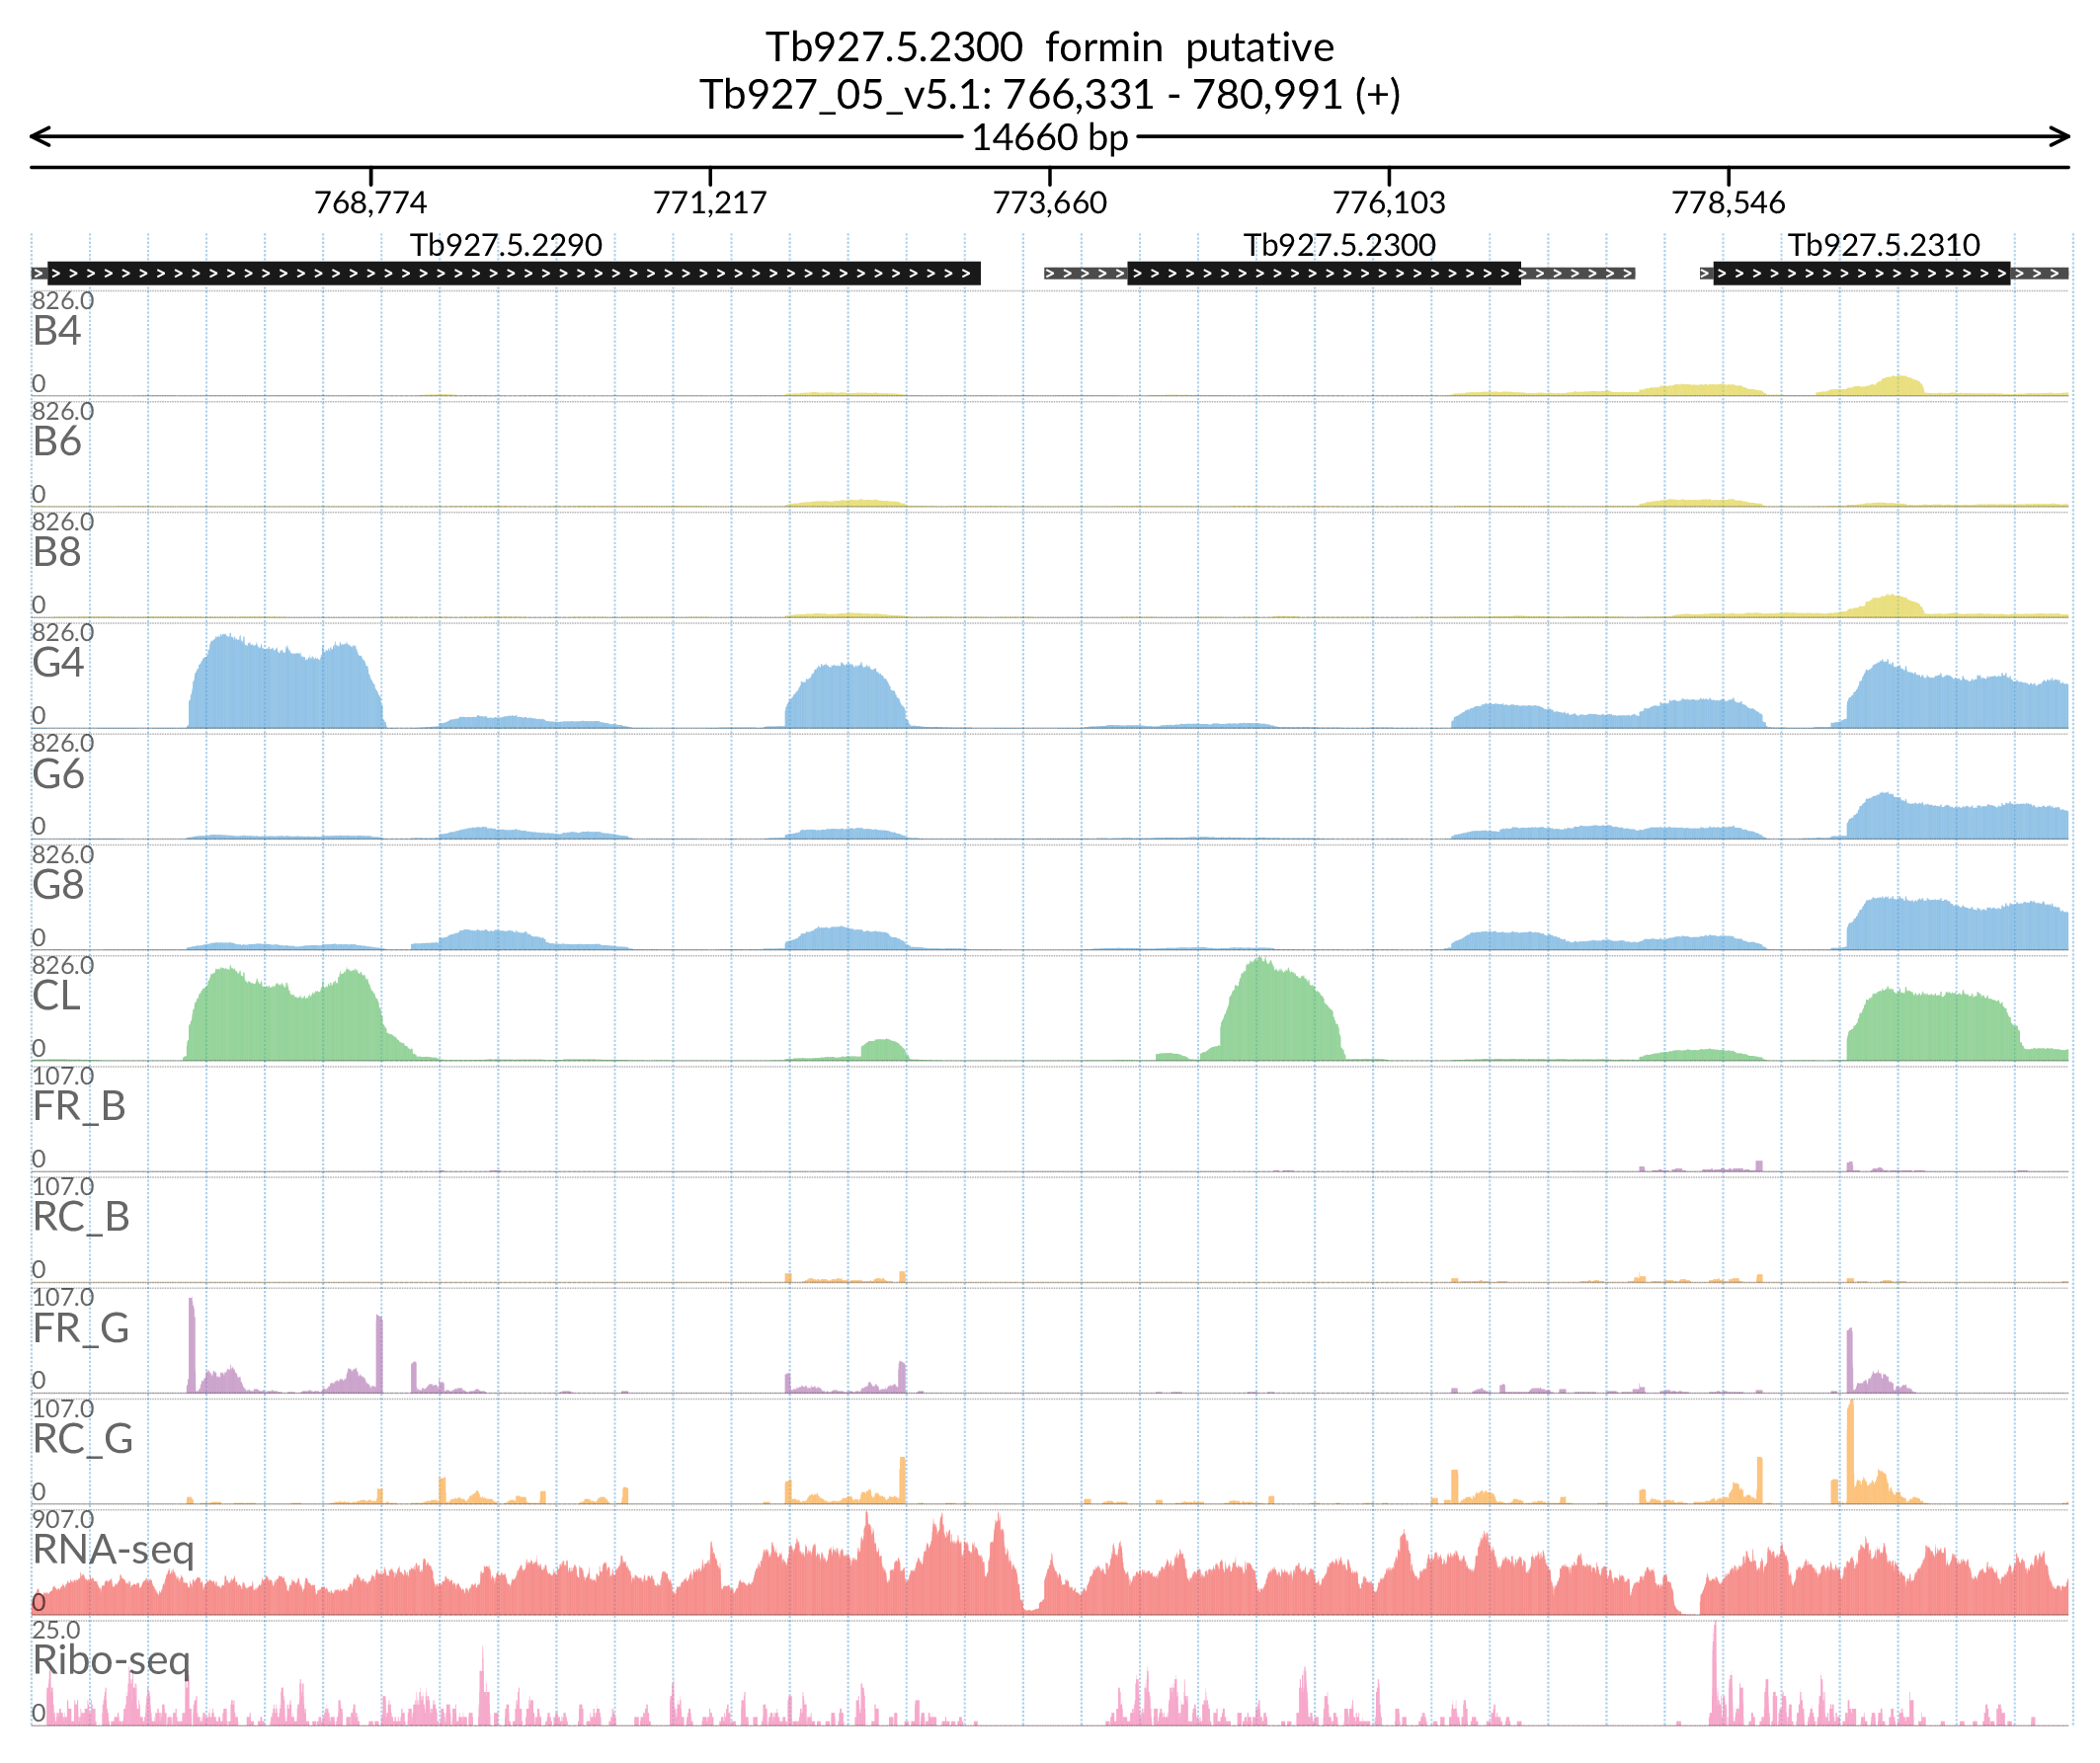 Tb927.5.2300 formin putative
Tb927_05_v5.1: 766,331 - 780,991 (+)
14660 bp
768,774 771,217 773,660 776,103 778,546
Tb927.5.2290 Tb927.5.2300 Tb927.5.2310
826.0
B4
0
826.0
B6
0
826.0
B8
0
826.0
G4
0
826.0
G6
0
826.0
G8
0
826.0
CL
0
107.0
FR_B
0
107.0
RC_B
0
107.0
FR_G
0
107.0
RC_G
0
907.0
RNA-seq
0
25.0
Ribo-seq
0